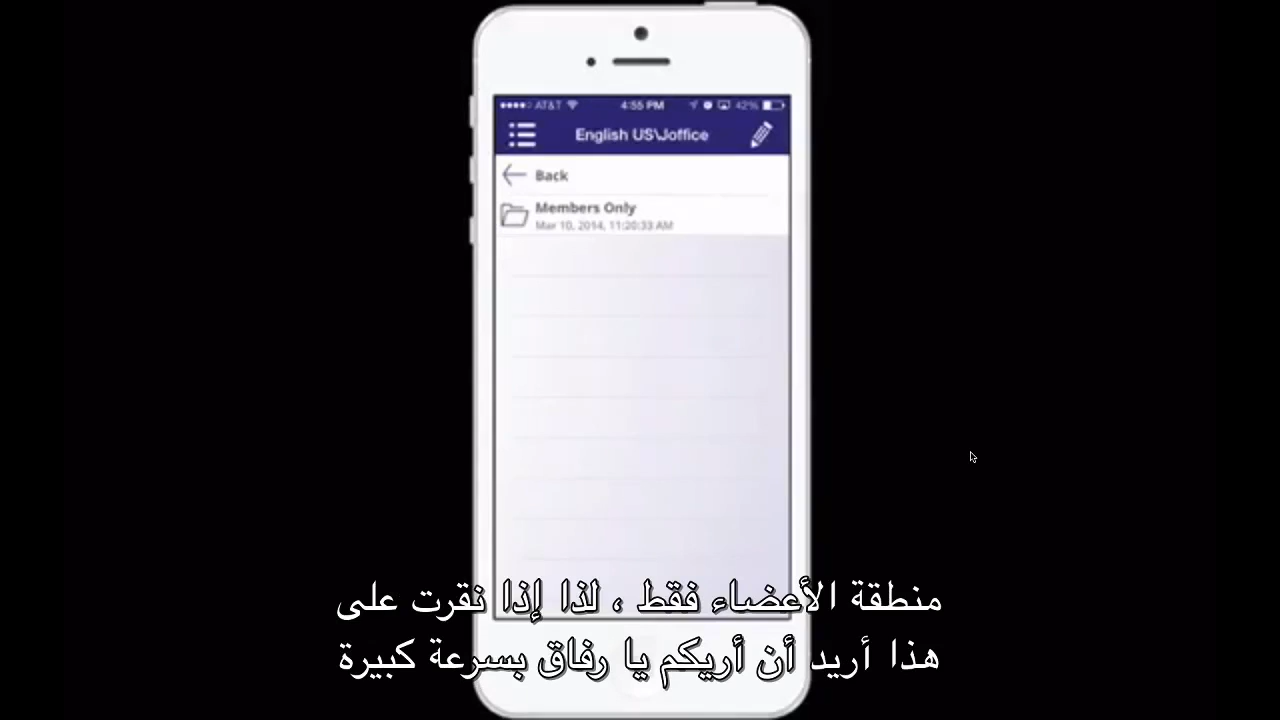 AT&T 4:55 PM 42%
English US\Joffice
Back
Members Only
Mar 10, 2014, 11:20:33 AM
منطقة الأعضاء فقط ، لذا إذا نقرت على
هذا أريد أن أريكم يا رفاق بسرعة كبيرة